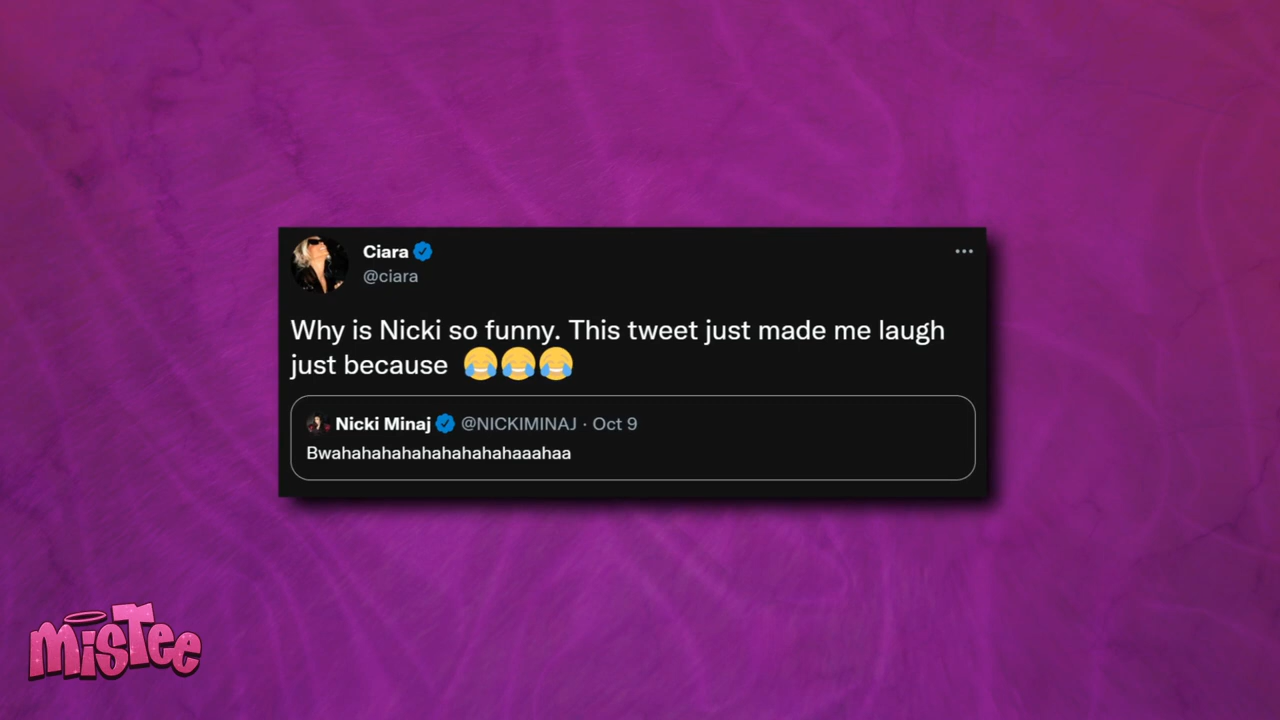 Ciara
@ciara
Why is Nicki so funny. This tweet just made me laugh
just because 😂😂😂
Nicki Minaj @NICKIMINAJ · Oct 9
Bwahahahahahahahahahaaahaa
MisTee